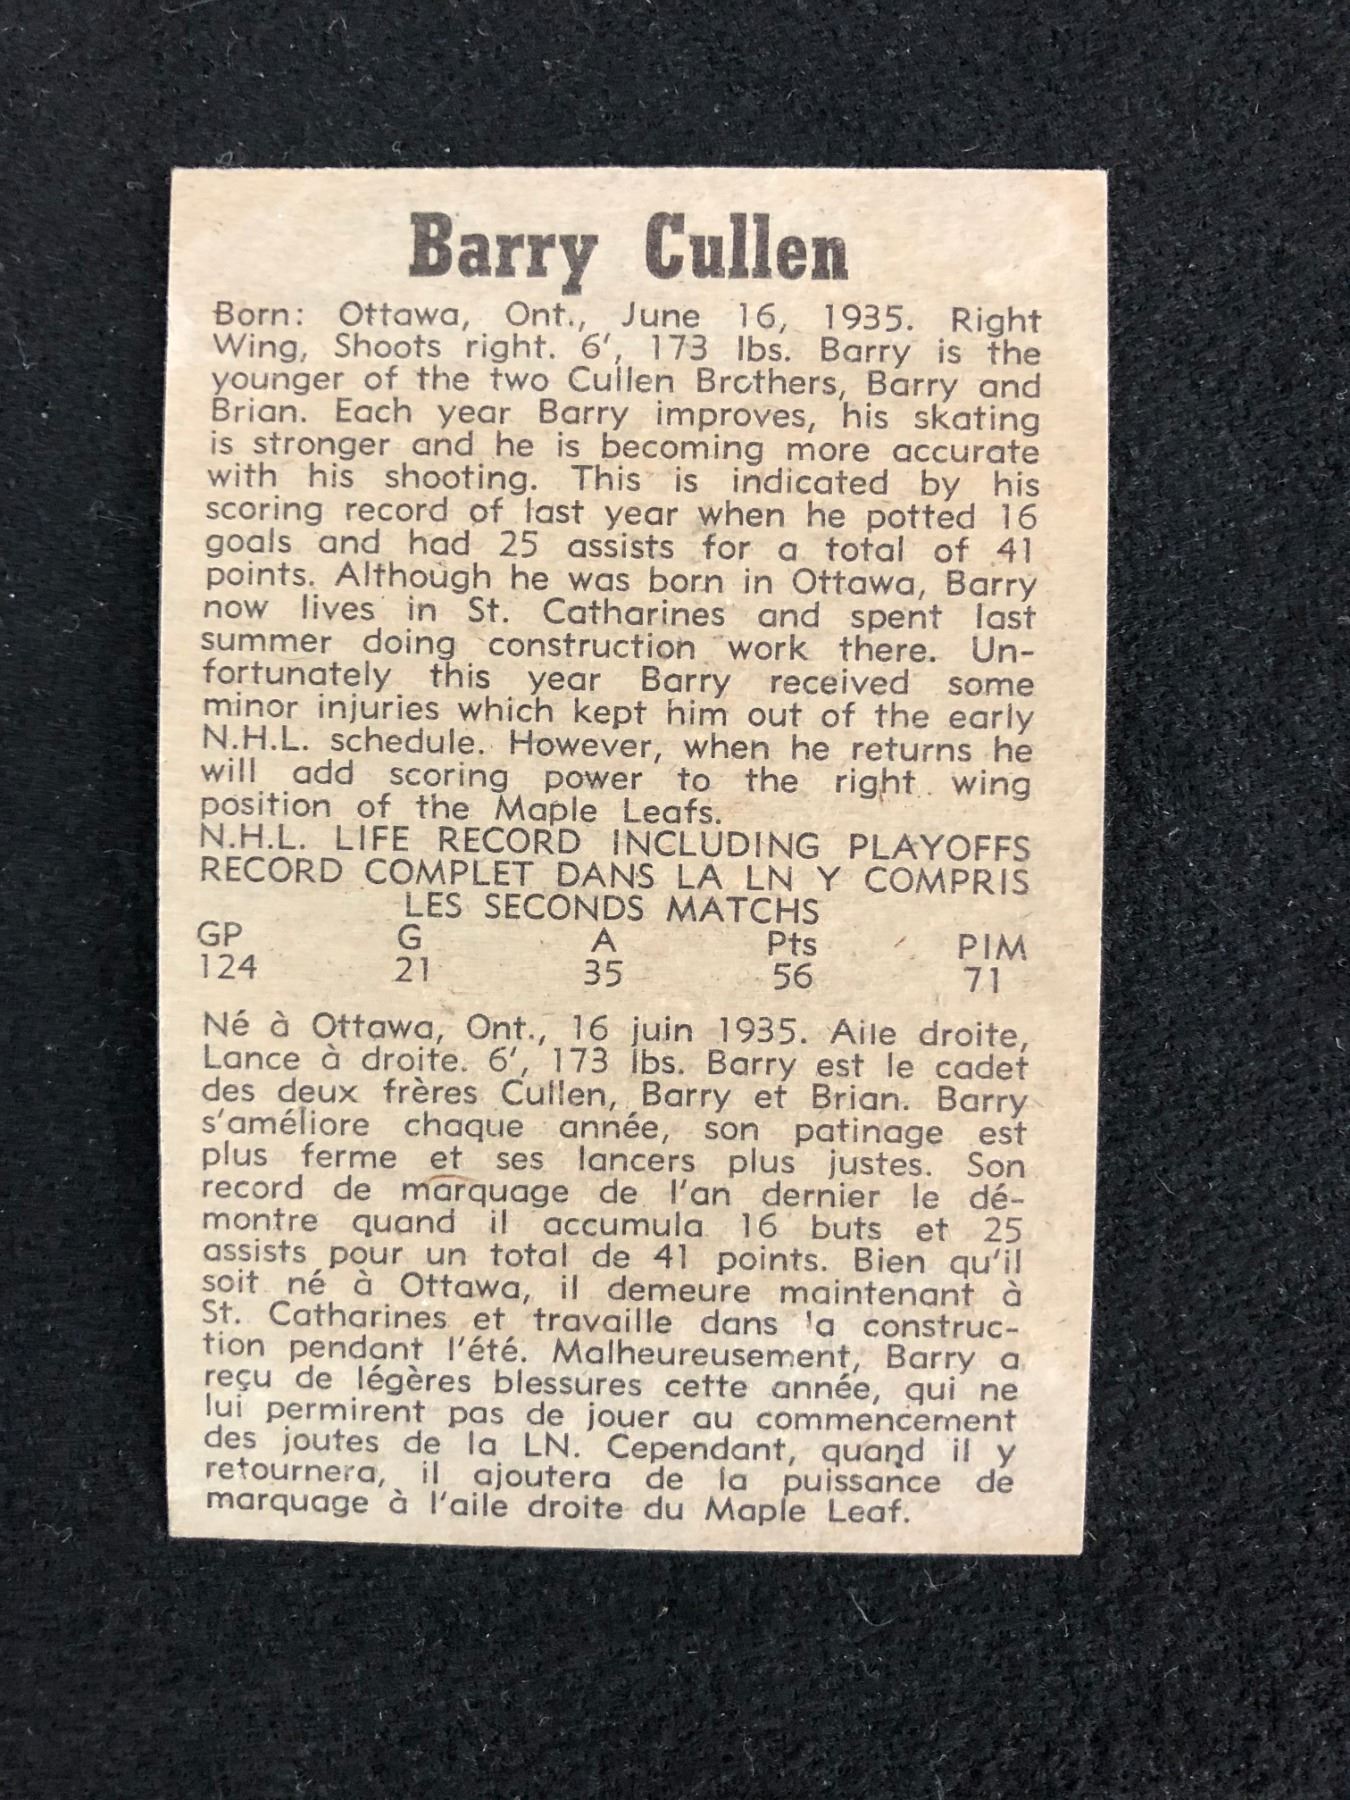 Barry Cullen
Born: Ottawa, Ont., June 16, 1935. Right
Wing, Shoots right. 6', 173 lbs. Barry is the
younger of the two Cullen Brothers, Barry and
Brian. Each year Barry improves, his skating
is stronger and he is becoming more accurate
with his shooting. This is indicated by his
scoring record of last year when he potted 16
goals and had 25 assists for a total of 41
points. Although he was born in Ottawa, Barry
now lives in St. Catharines and spent last
summer doing construction work there. Un-
fortunately this year Barry received some
minor injuries which kept him out of the early
N.H.L. schedule. However, when he returns he
will add scoring power to the right wing
position of the Maple Leafs.
N.H.L. LIFE RECORD INCLUDING PLAYOFFS
RECORD COMPLET DANS LA LN Y COMPRIS
LES SECONDS MATCHS
GP G A Pts PIM
124 21 35 56 71
Né à Ottawa, Ont., 16 juin 1935. Aile droite,
Lance à droite. 6', 173 lbs. Barry est le cadet
des deux frères Cullen, Barry et Brian. Barry
s'améliore chaque année, son patinage est
plus ferme et ses lancers plus justes. Son
record de marquage de l'an dernier le dé-
montre quand il accumula 16 buts et 25
assists pour un total de 41 points. Bien qu'il
soit né à Ottawa, il demeure maintenant à
St. Catharines et travaille dans 'a construc-
tion pendant l'été. Malheureusement, Barry a
reçu de légères blessures cette année, qui ne
lui permirent pas de jouer au commencement
des joutes de la LN. Cependant, quand il y
retournera, il ajoutera de la puissance de
marquage à l'aile droite du Maple Leaf.